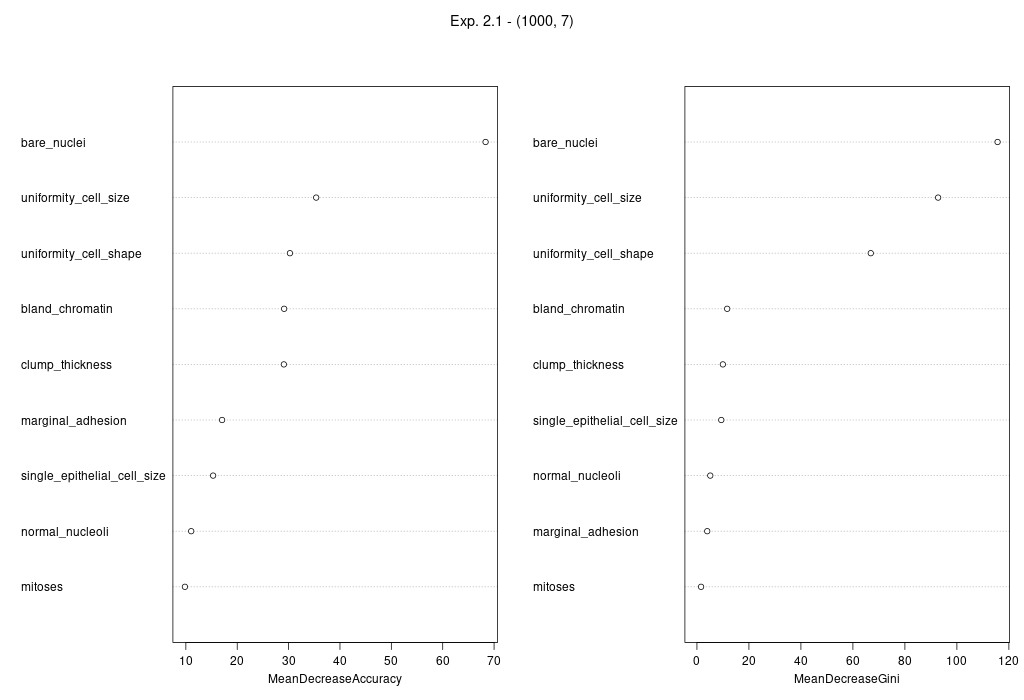 Exp. 2.1 - (1000, 7)
bare_nuclei
uniformity_cell_size
uniformity_cell_shape
bland_chromatin
clump_thickness
marginal_adhesion
single_epithelial_cell_size
normal_nucleoli
mitoses
10 20 30 40 50 60 70
MeanDecreaseAccuracy
bare_nuclei
uniformity_cell_size
uniformity_cell_shape
bland_chromatin
clump_thickness
single_epithelial_cell_size
normal_nucleoli
marginal_adhesion
mitoses
0 20 40 60 80 100 120
MeanDecreaseGini